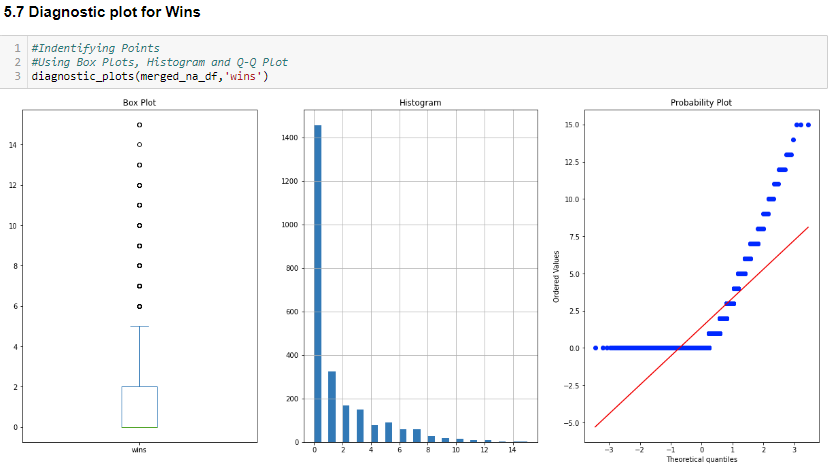 5.7 Diagnostic plot for Wins
1 #Indentifying Points
2 #Using Box Plots, Histogram and Q-Q Plot
3 diagnostic_plots(merged_na_df,'wins')
Box Plot
14
12
10
8
6
4
2
0
wins
Histogram
1400
1200
1000
800
600
400
200
0
0 2 4 6 8 10 12 14
Probability Plot
Ordered Values
15.0
12.5
10.0
7.5
5.0
2.5
0.0
−2.5
−5.0
−3 −2 −1 0 1 2 3
Theoretical quantiles